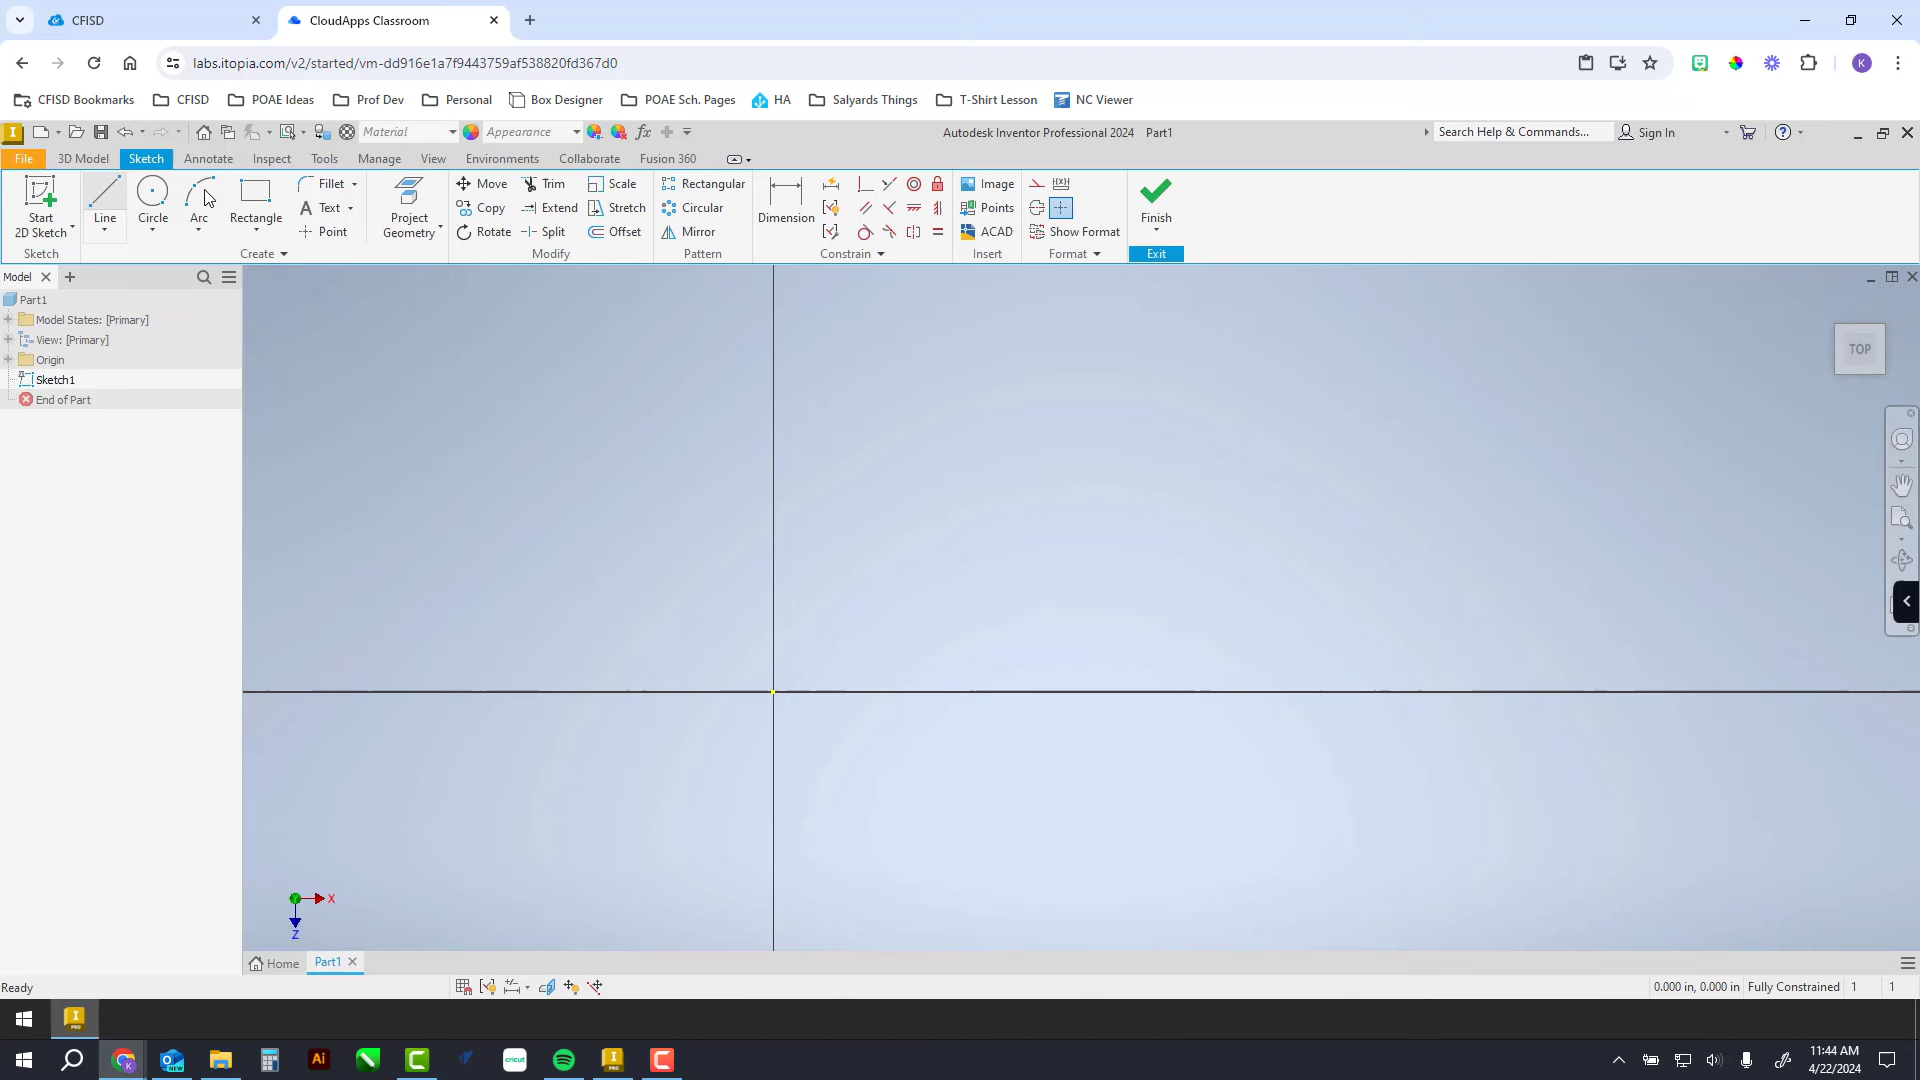 CFISD
CloudApps Classroom
labs.itopia.com/v2/started/vm-dd916e1a7f9443759af538820fd367d0
K
CFISD Bookmarks
CFISD
POAE Ideas
Prof Dev
Personal
Box Designer
POAE Sch. Pages
HA
Salyards Things
T-Shirt Lesson
NC Viewer
Material
Appearance
fx
Autodesk Inventor Professional 2024 Part1
Search Help & Commands...
Sign In
File
3D Model
Sketch
Annotate
Inspect
Tools
Manage
View
Environments
Collaborate
Fusion 360
Start
2D Sketch
Line
Circle
Arc
Rectangle
Fillet
Text
Point
Project
Geometry
Move
Copy
Rotate
Trim
Extend
Split
Scale
Stretch
Offset
Rectangular
Circular
Mirror
Dimension
Image
Points
ACAD
Show Format
Finish
Sketch
Create
Modify
Pattern
Constrain
Insert
Format
Exit
Model
Part1
Model States: [Primary]
View: [Primary]
Origin
Sketch1
End of Part
TOP
X
Z
Home
Part1
Ready
0.000 in, 0.000 in
Fully Constrained
1
1
I
PRO
K
NEW
Ai
cricut
I
PRO
11:44 AM
4/22/2024